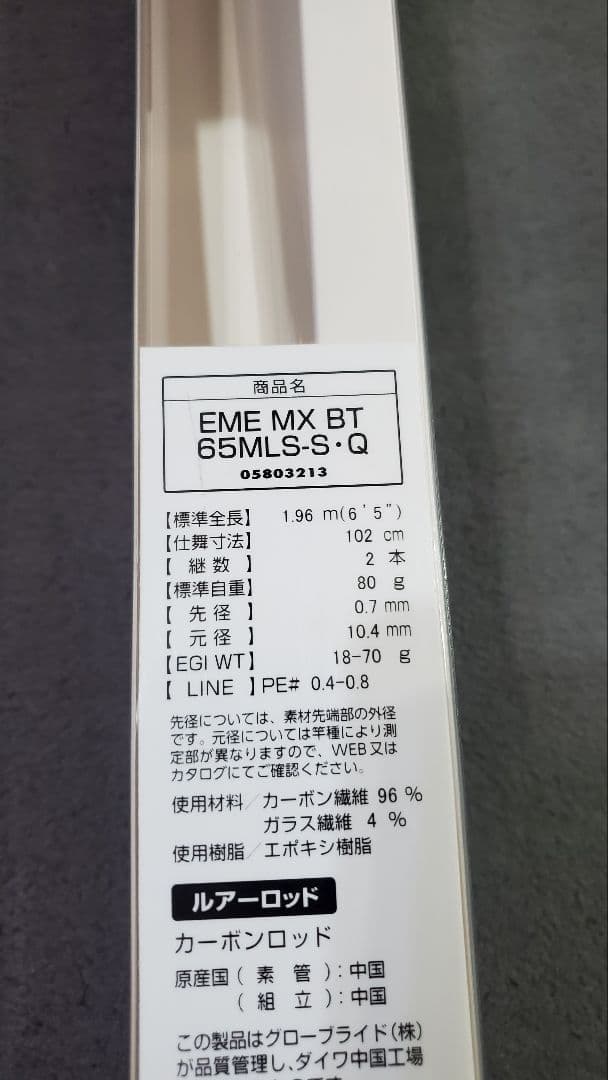 商品名
EME MX BT
65MLS-S・Q
05803213
【標準全長】 1.96 m(6'5")
【仕舞寸法】 102 cm
【 継 数 】 2 本
【標準自重】 80 g
【 先 径 】 0.7 mm
【 元 径 】 10.4 mm
【EGI WT】 18-70 g
【 LINE 】PE# 0.4-0.8
先径については、素材先端部の外径
です。元径については竿種により測
定部が異なりますので、WEB又は
カタログにてご確認ください。
使用材料／カーボン繊維 96 %
ガラス繊維 4 %
使用樹脂／エポキシ樹脂
ルアーロッド
カーボンロッド
原産国( 素 管 )：中国
( 組 立 )：中国
この製品はグローブライド(株)
が品質管理し、ダイワ中国工場